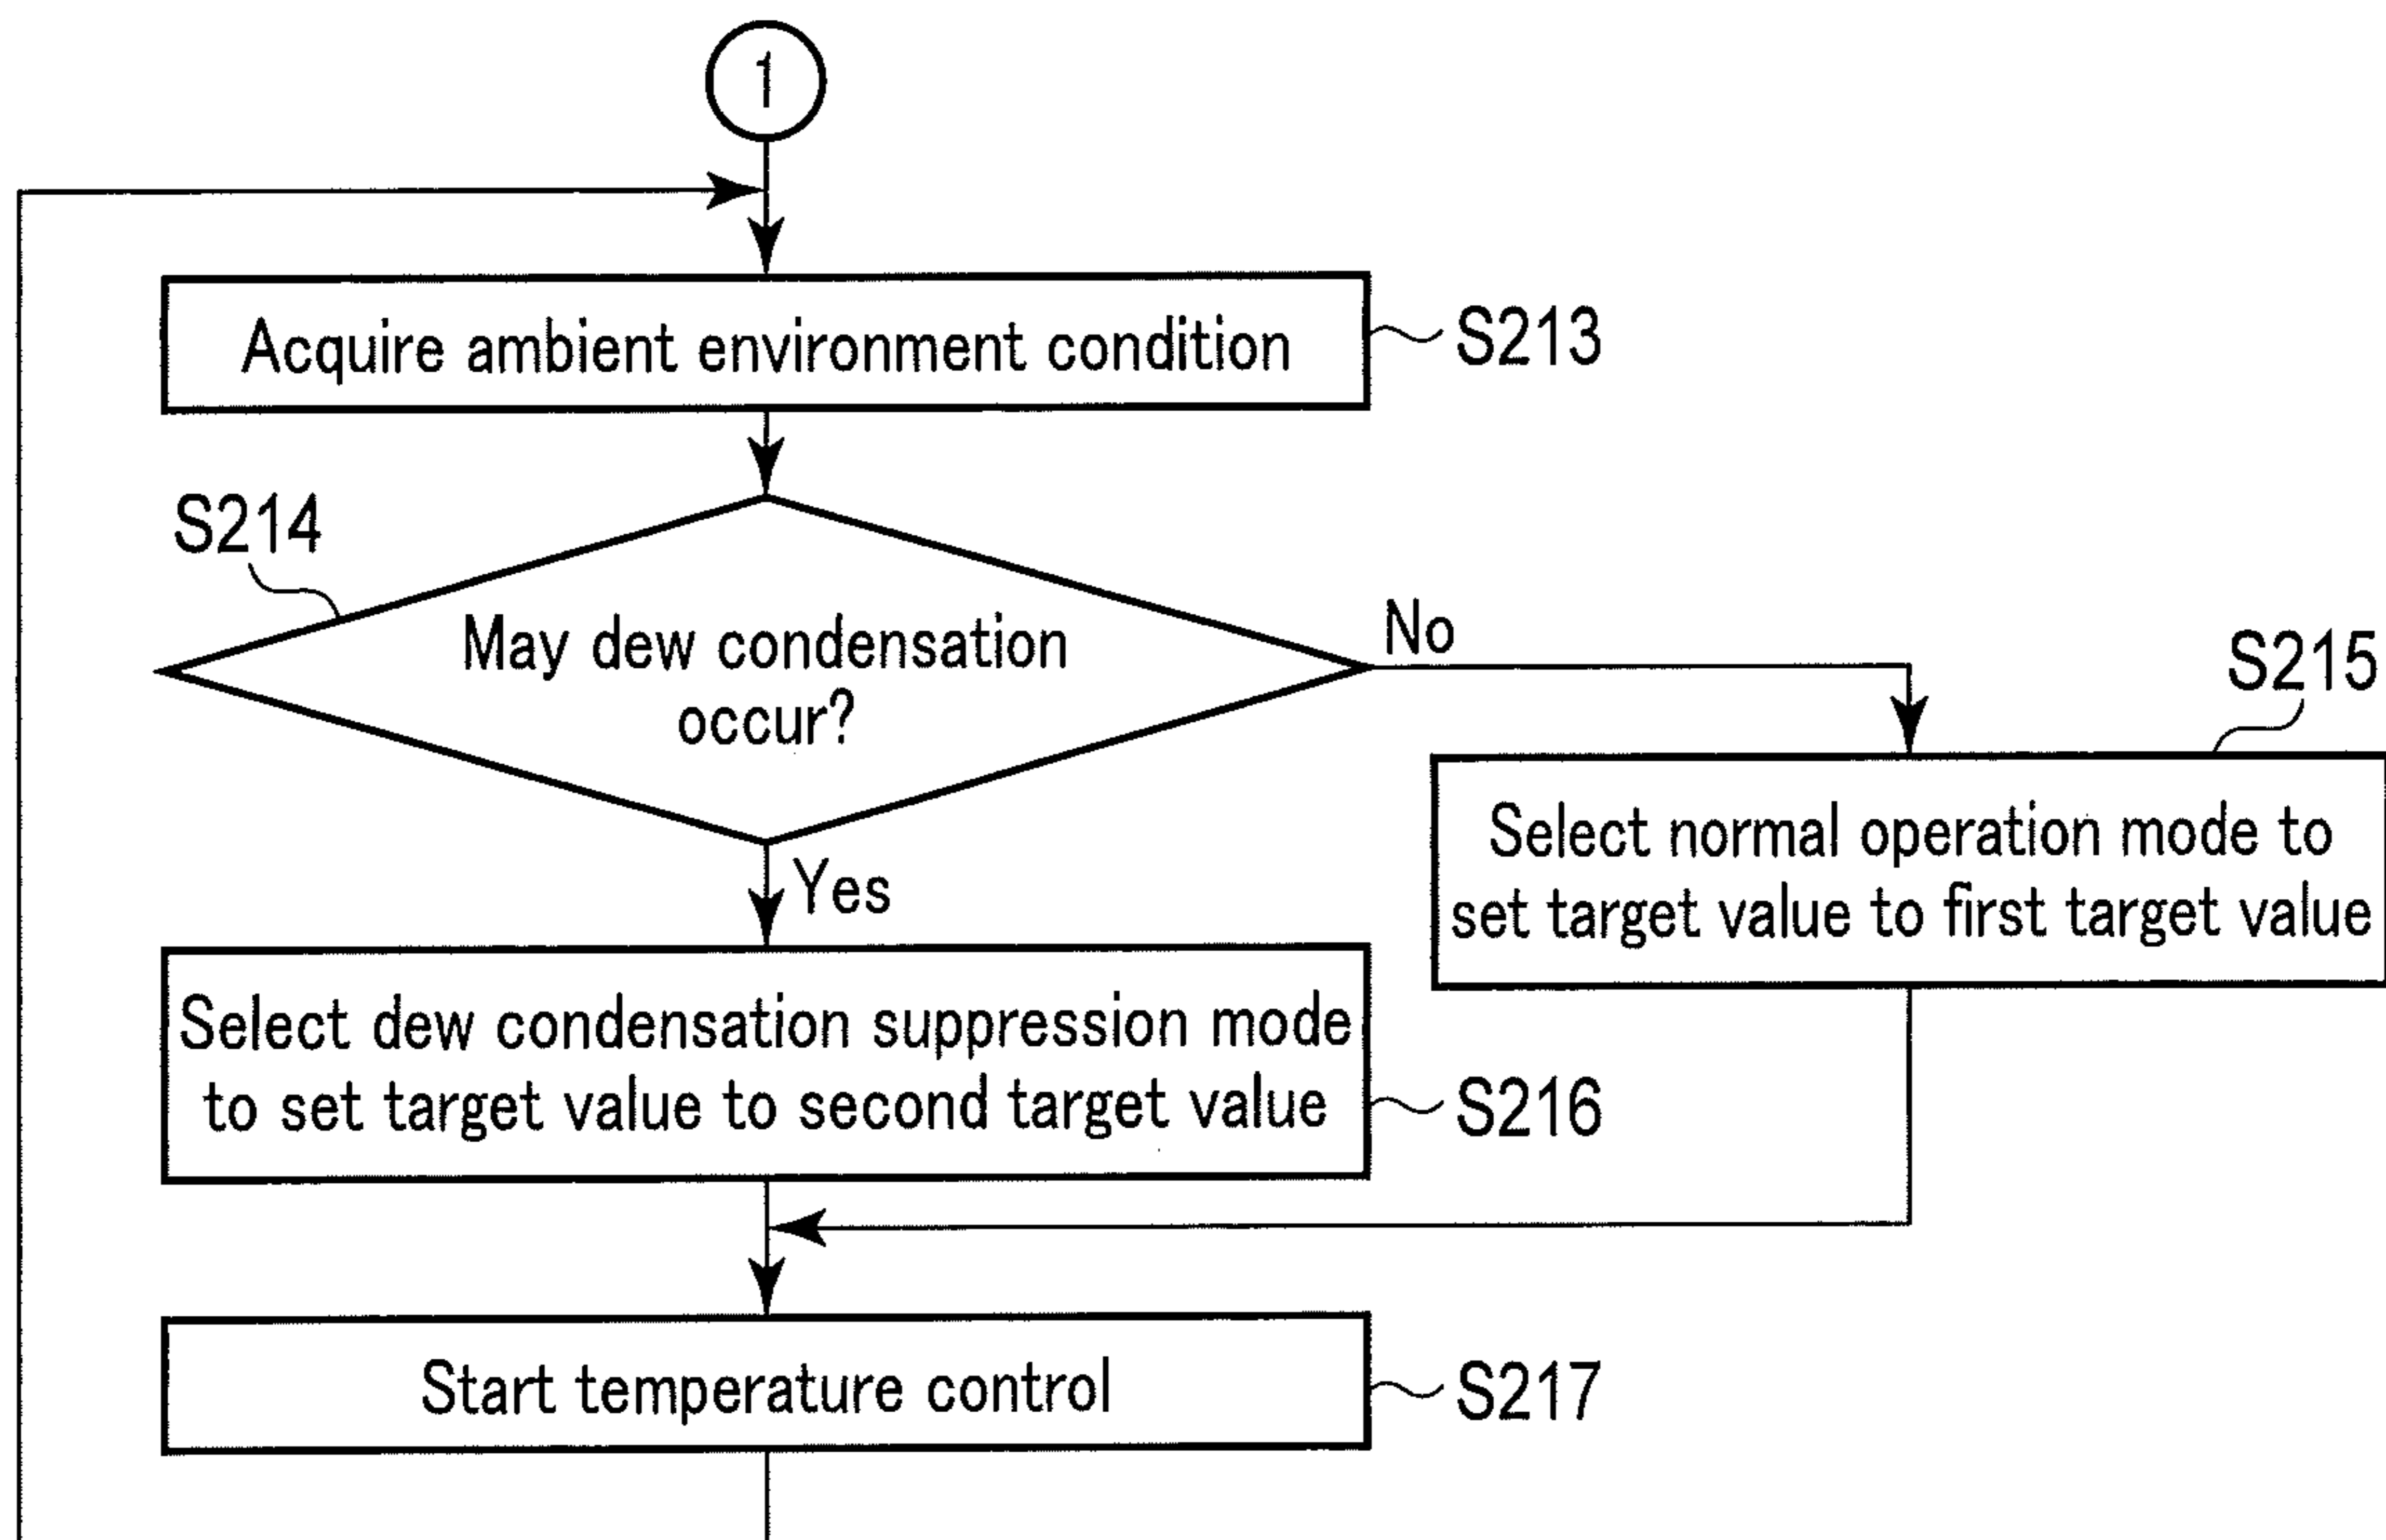 1
Acquire ambient environment condition
S213
S214
May dew condensation
occur?
No
S215
Select normal operation mode to
set target value to first target value
Yes
Select dew condensation suppression mode
to set target value to second target value
S216
Start temperature control
S217